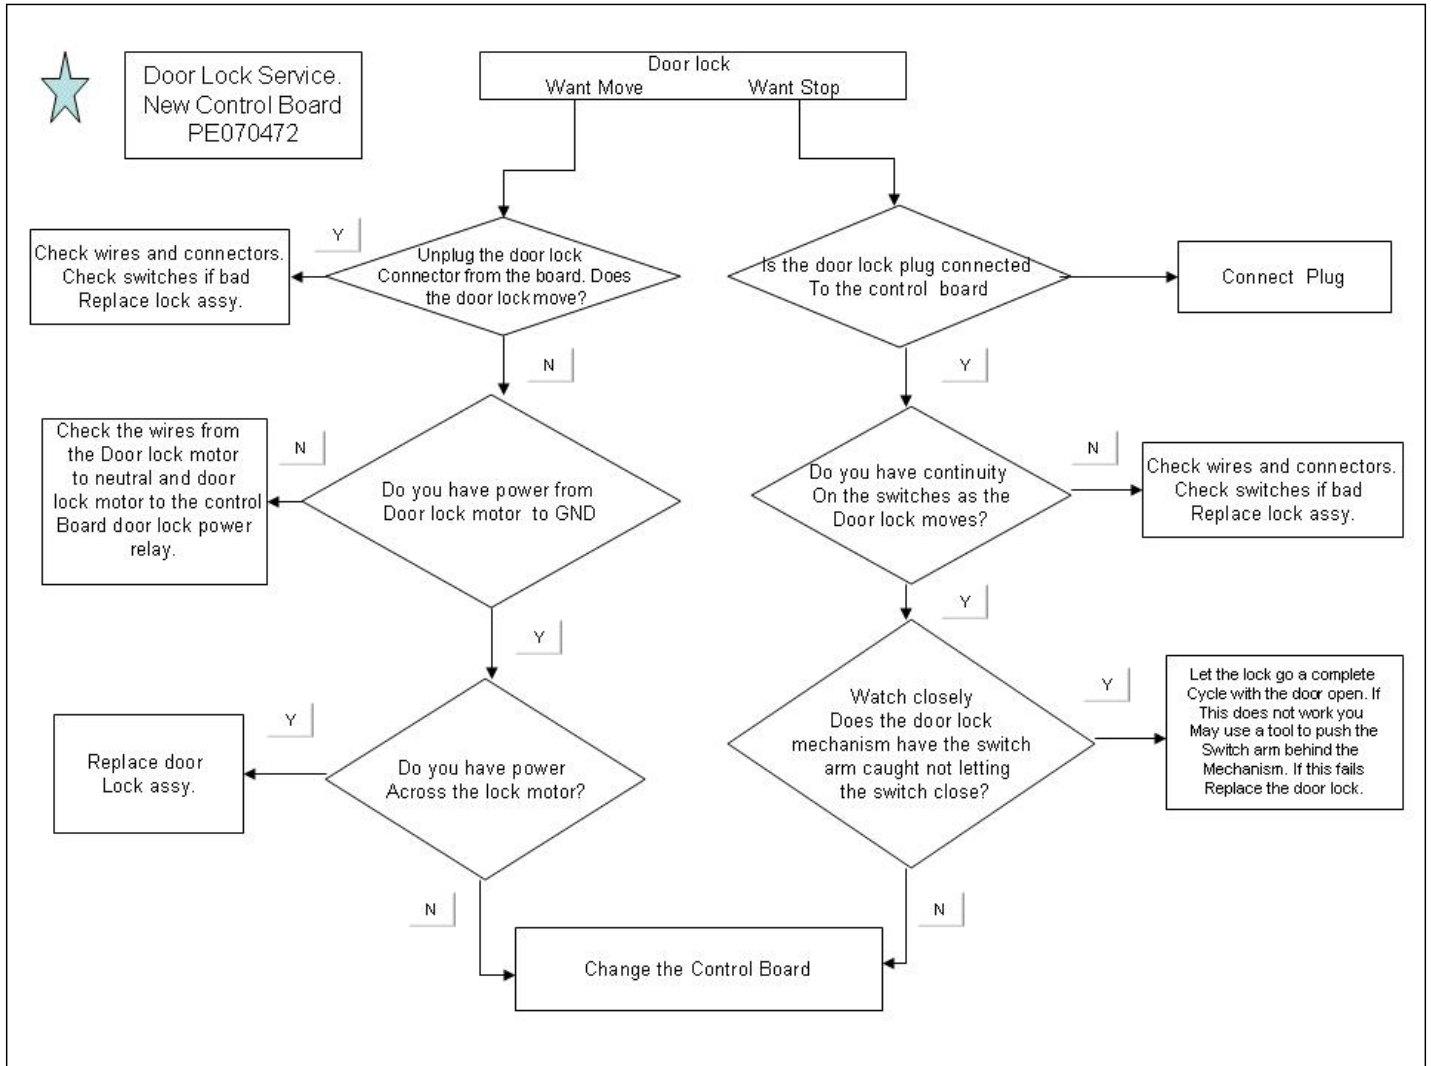 Door Lock Service.
New Control Board
PE070472
Door lock
Want Move Want Stop
Y
Check wires and connectors.
Check switches if bad
Replace lock assy.
Unplug the door lock
Connector from the board. Does
the door lock move?
Is the door lock plug connected
To the control board
Connect Plug
N
Y
Check the wires from
the Door lock motor
to neutral and door
lock motor to the control
Board door lock power
relay.
N
Do you have power from
Door lock motor to GND
Do you have continuity
On the switches as the
Door lock moves?
N
Check wires and connectors.
Check switches if bad
Replace lock assy.
Y
Y
Replace door
Lock assy.
Y
Do you have power
Across the lock motor?
Watch closely
Does the door lock
mechanism have the switch
arm caught not letting
the switch close?
Y
Let the lock go a complete
Cycle with the door open. If
This does not work you
May use a tool to push the
Switch arm behind the
Mechanism. If this fails
Replace the door lock.
N
N
Change the Control Board